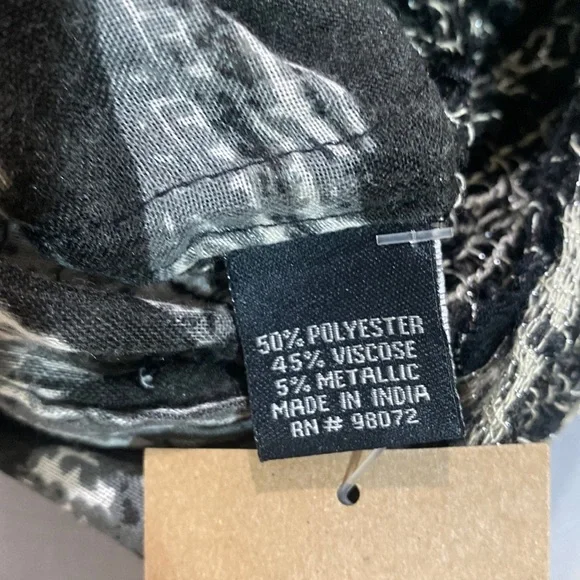 50% POLYESTER
45% VISCOSE
5% METALLIC
MADE IN INDIA
RN# 98072